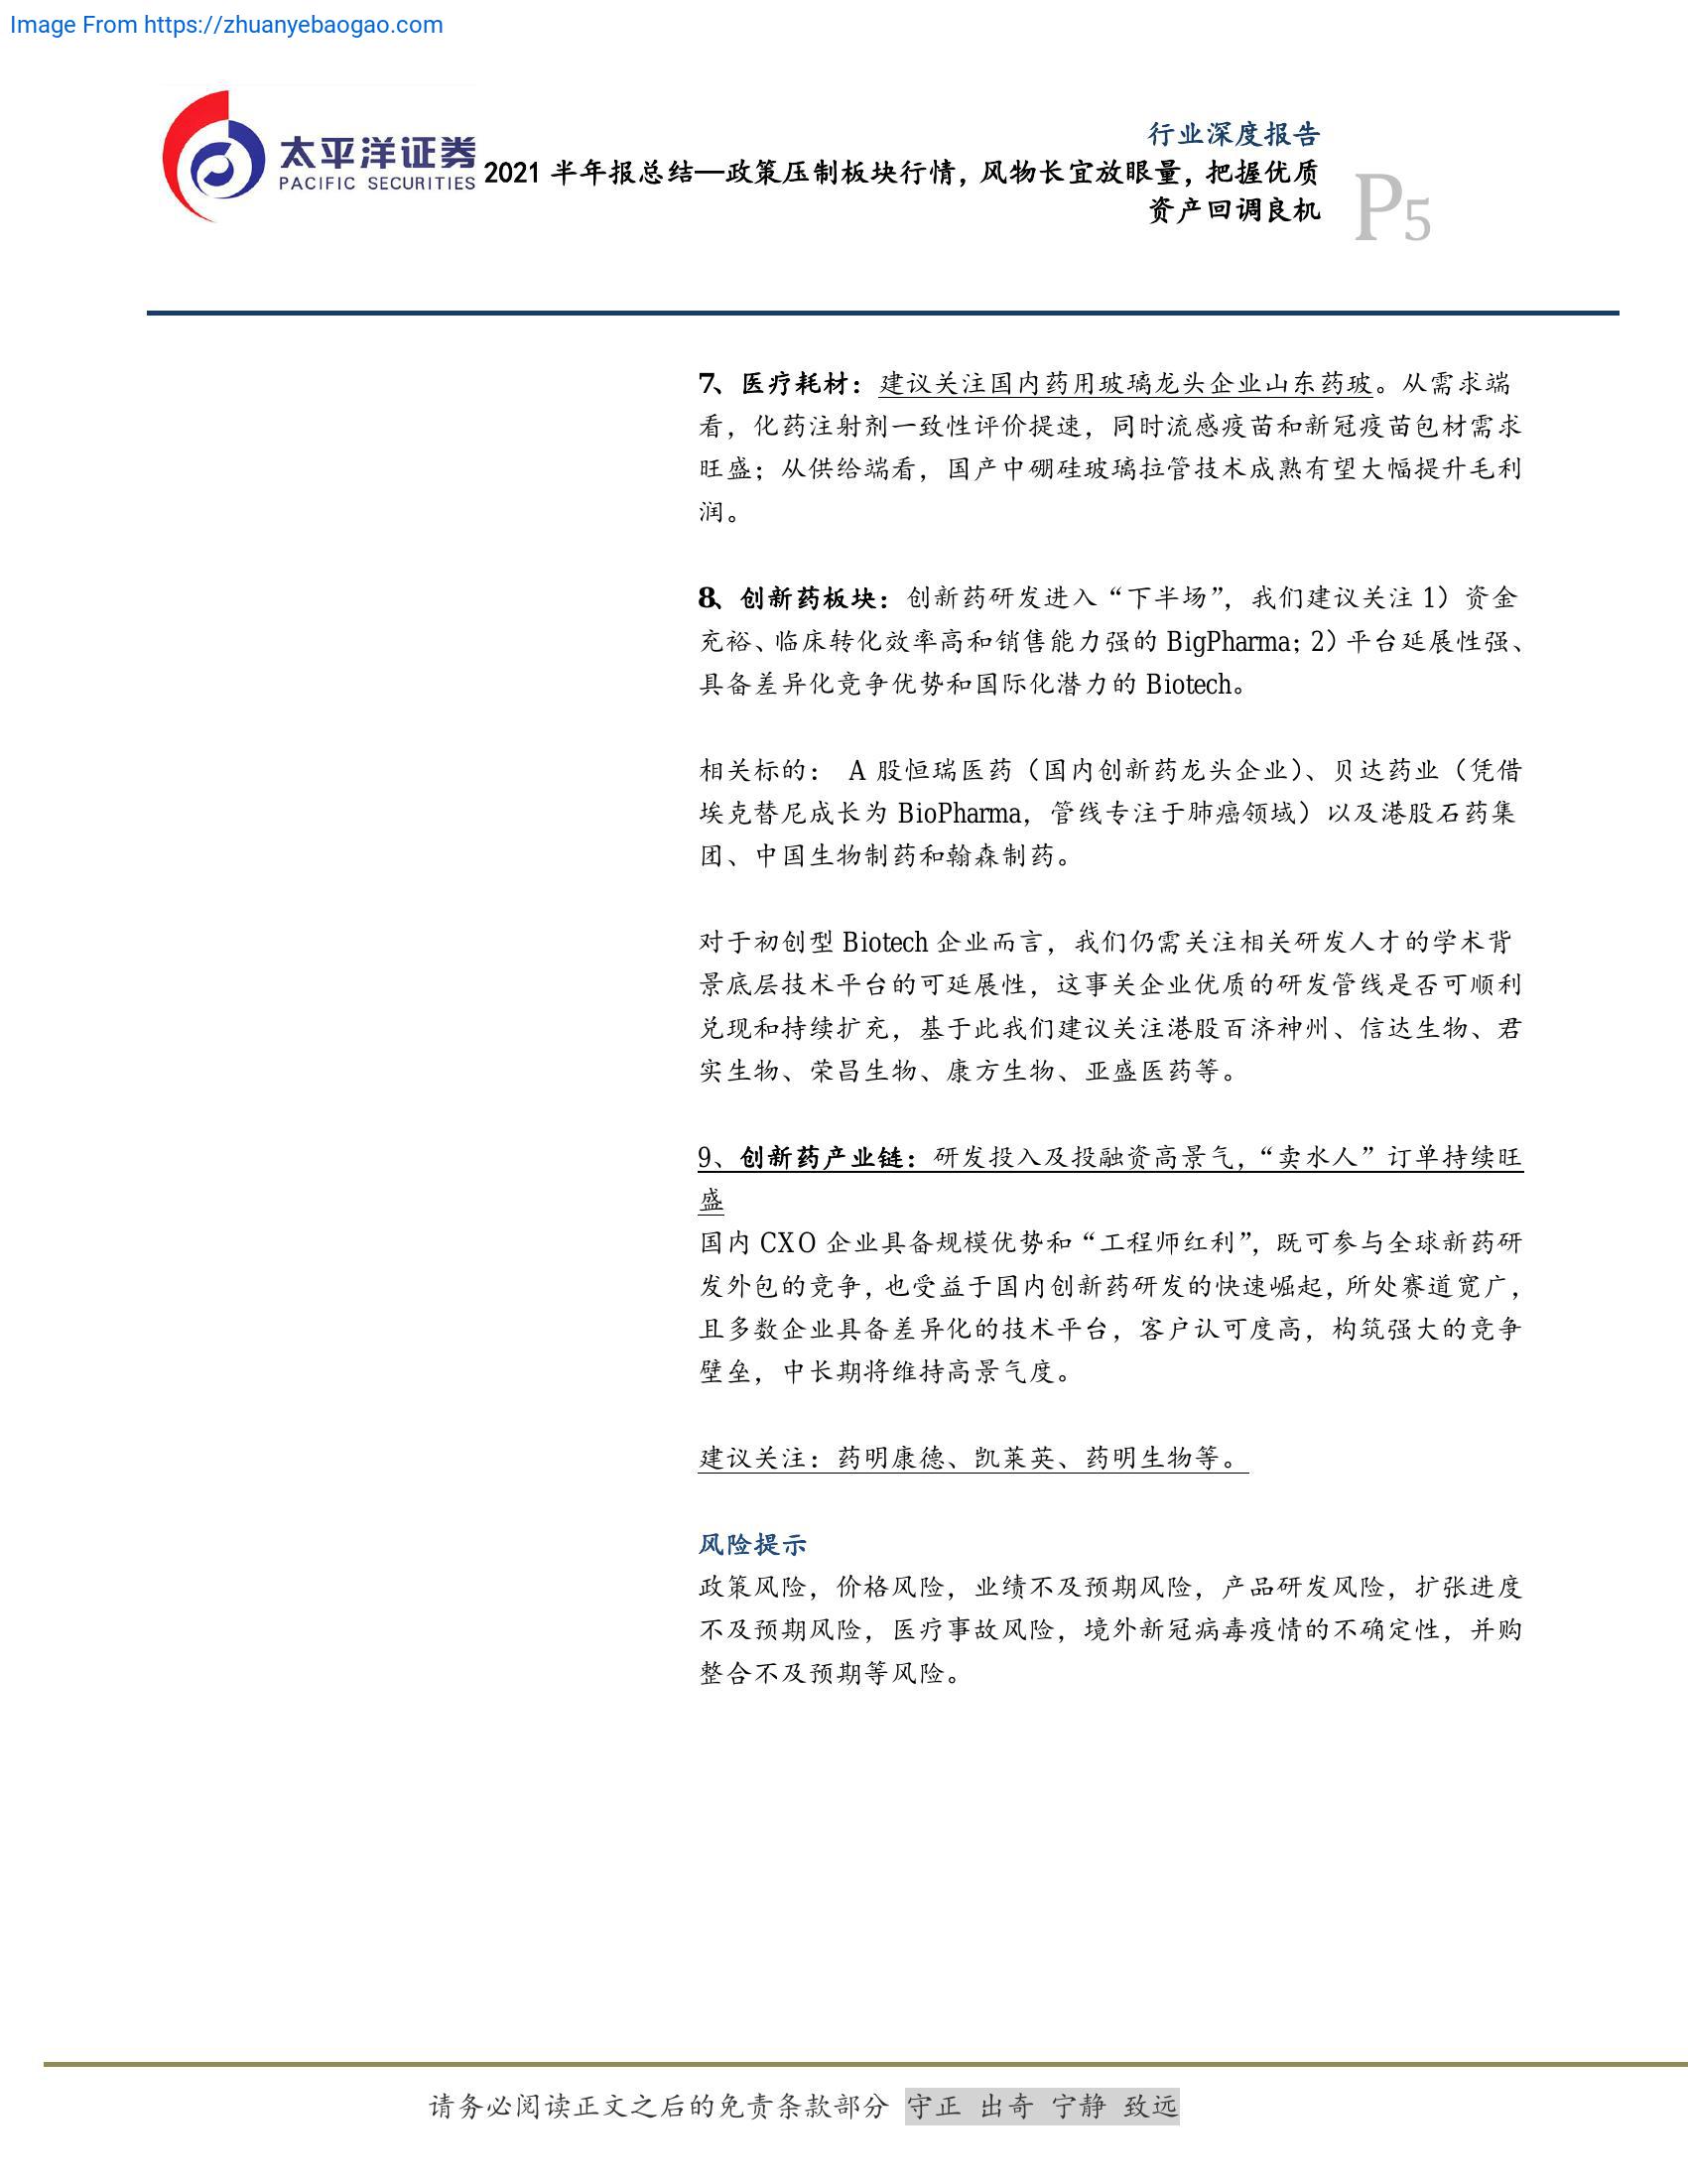 Image From https://zhuanyebaogao.com
行业深度报告
太平洋证券
PACIFIC SECURITIES
2021 半年报总结—政策压制板块行情，风物长宜放眼量，把握优质
资产回调良机
P5
7、医疗耗材：建议关注国内药用玻璃龙头企业山东药玻。从需求端
看，化药注射剂一致性评价提速，同时流感疫苗和新冠疫苗包材需求
旺盛；从供给端看，国产中硼硅玻璃拉管技术成熟有望大幅提升毛利
润。
8、创新药板块：创新药研发进入“下半场”，我们建议关注 1）资金
充裕、临床转化效率高和销售能力强的 BigPharma；2）平台延展性强、
具备差异化竞争优势和国际化潜力的 Biotech。
相关标的： A 股恒瑞医药（国内创新药龙头企业）、贝达药业（凭借
埃克替尼成长为 BioPharma，管线专注于肺癌领域）以及港股石药集
团、中国生物制药和翰森制药。
对于初创型 Biotech 企业而言，我们仍需关注相关研发人才的学术背
景底层技术平台的可延展性，这事关企业优质的研发管线是否可顺利
兑现和持续扩充，基于此我们建议关注港股百济神州、信达生物、君
实生物、荣昌生物、康方生物、亚盛医药等。
9、创新药产业链：研发投入及投融资高景气，“卖水人”订单持续旺
盛
国内 CXO 企业具备规模优势和“工程师红利”，既可参与全球新药研
发外包的竞争，也受益于国内创新药研发的快速崛起，所处赛道宽广，
且多数企业具备差异化的技术平台，客户认可度高，构筑强大的竞争
壁垒，中长期将维持高景气度。
建议关注：药明康德、凯莱英、药明生物等。
风险提示
政策风险，价格风险，业绩不及预期风险，产品研发风险，扩张进度
不及预期风险，医疗事故风险，境外新冠病毒疫情的不确定性，并购
整合不及预期等风险。
请务必阅读正文之后的免责条款部分 守正 出奇 宁静 致远